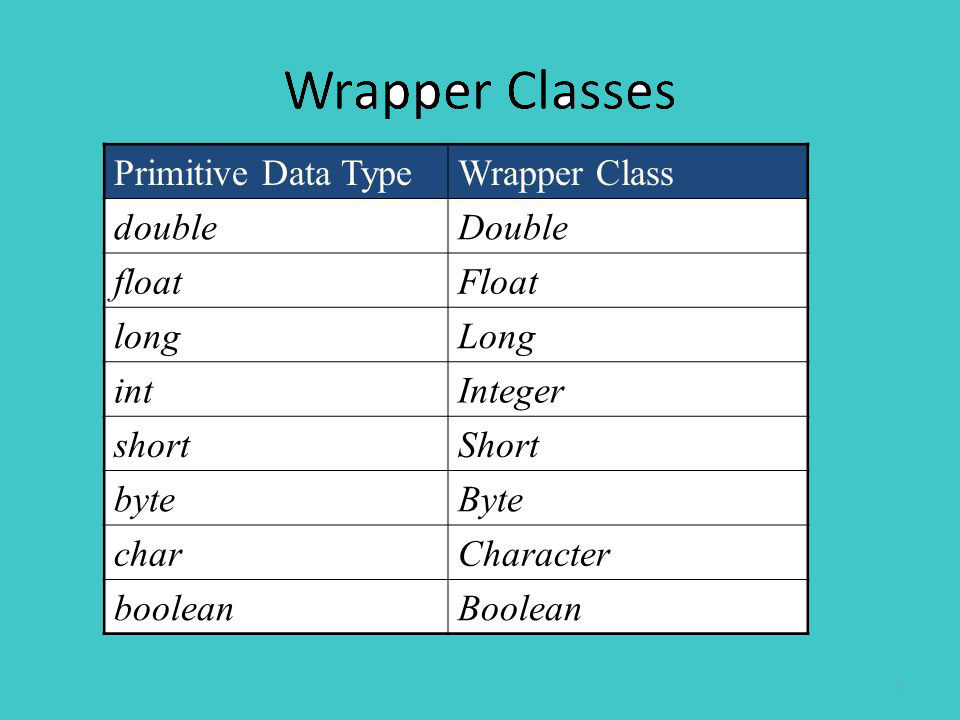 Wrapper Classes
Primitive Data Type Wrapper Class
double Double
float Float
long Long
int Integer
short Short
byte Byte
char Character
boolean Boolean